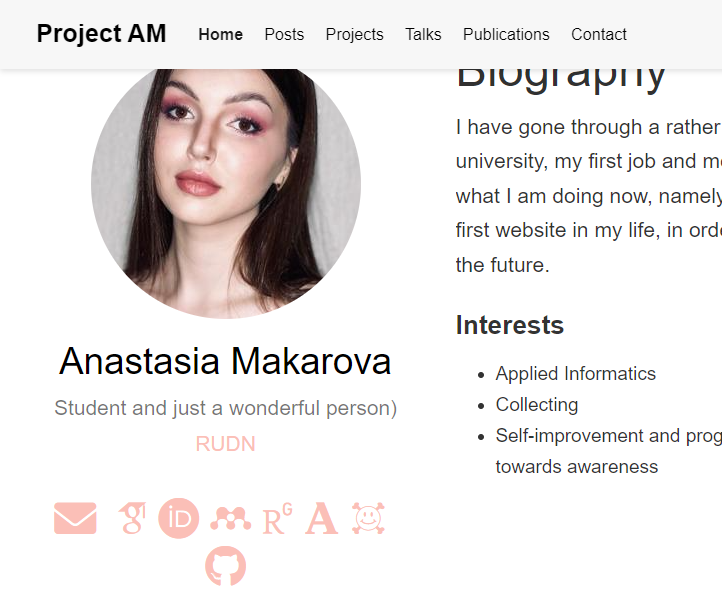 Project AM Home Posts Projects Talks Publications Contact
Biography
I have gone through a rather
university, my first job and
what I am doing now, namely
first website in my life, in
the future.
Interests
Applied Informatics
Collecting
Self-improvement and
towards awareness
Anastasia Makarova
Student and just a wonderful person)
RUDN
iD
RG
A